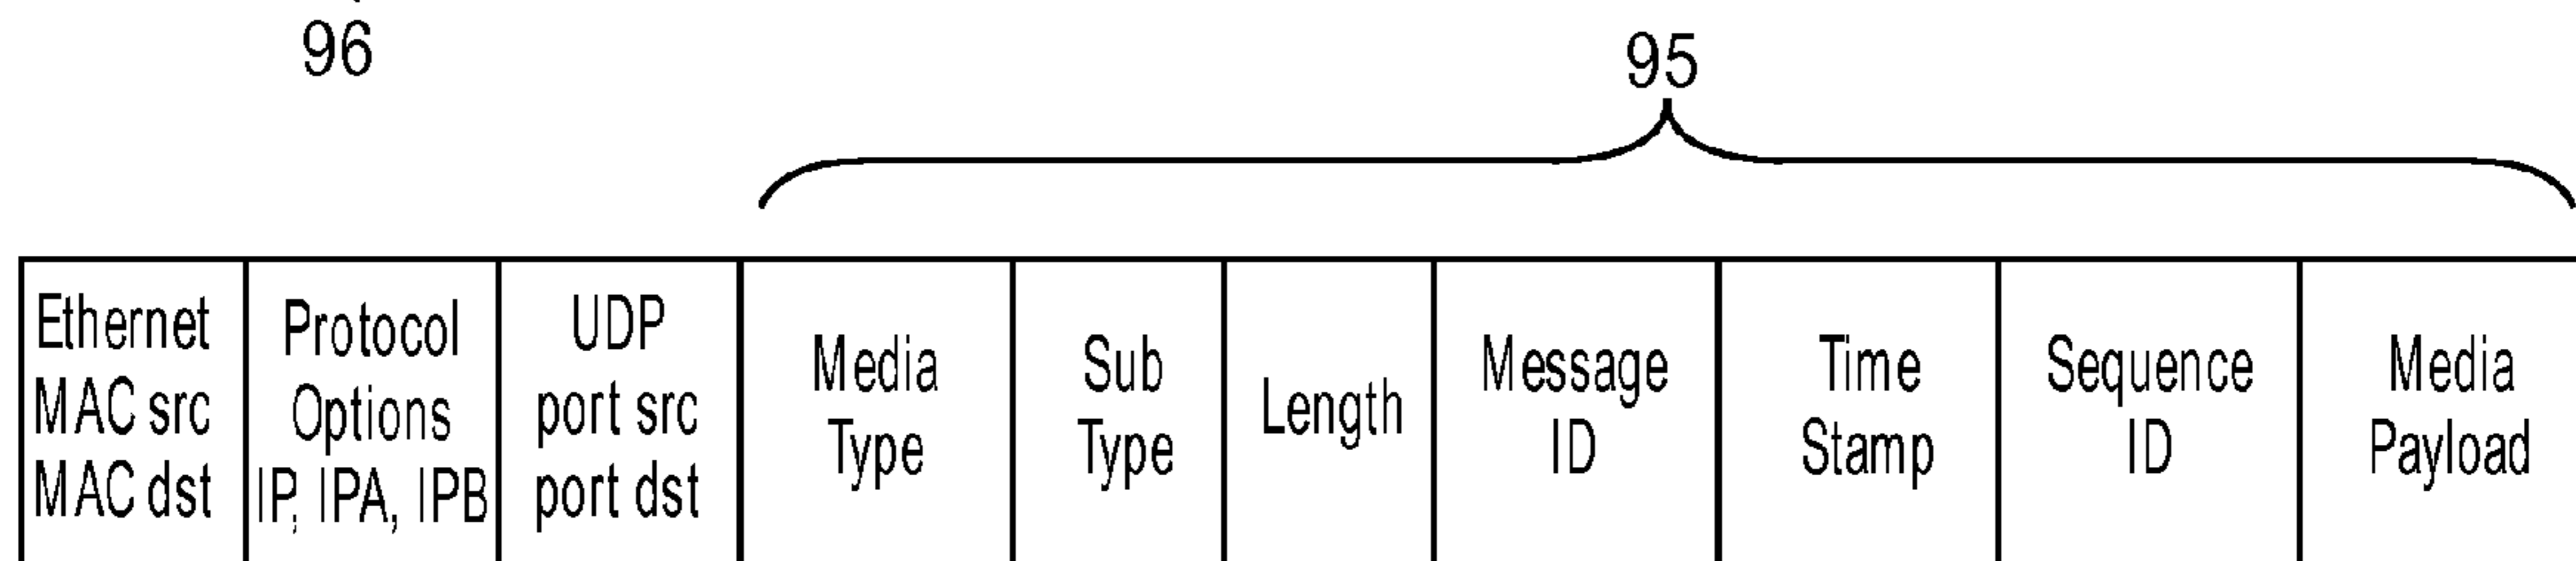 96
95
Ethernet
MAC src
MAC dst
Protocol
Options
IP, IPA, IPB
UDP
port src
port dst
Media
Type
Sub
Type
Length
Message
ID
Time
Stamp
Sequence
ID
Media
Payload